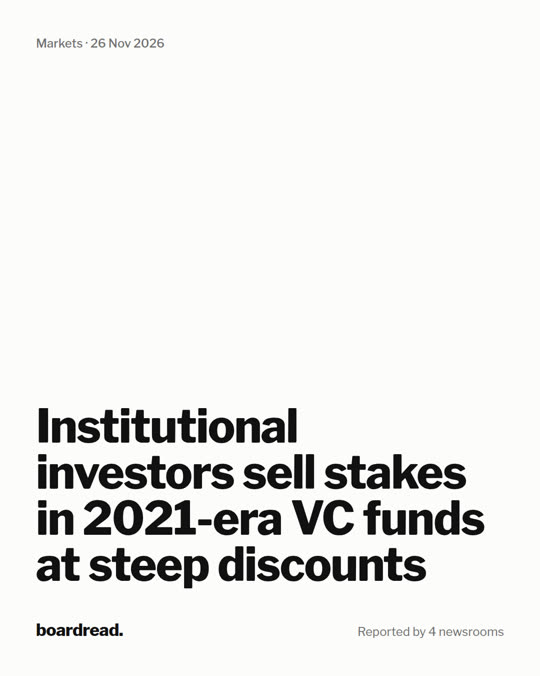 Markets · 26 Nov 2026
Institutional
investors sell stakes
in 2021-era VC funds
at steep discounts
boardread.
Reported by 4 newsrooms